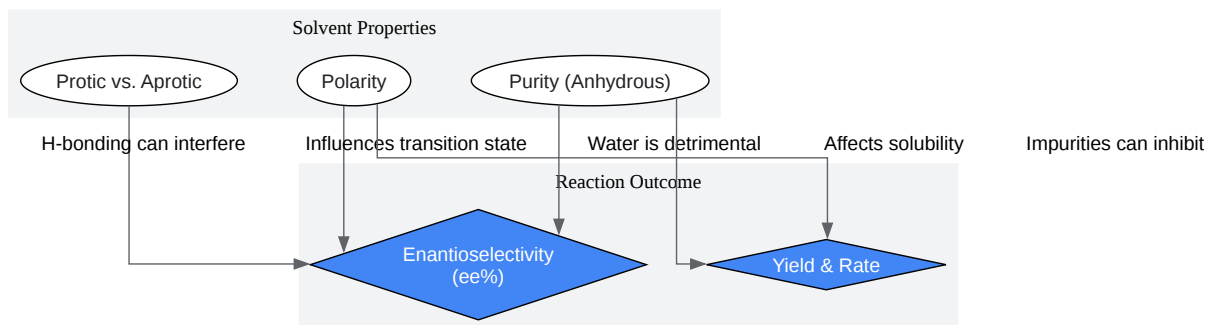 Solvent Properties
Protic vs. Aprotic
Polarity
Purity (Anhydrous)
H-bonding can interfere
Influences transition state
Water is detrimental
Affects solubility
Impurities can inhibit
Reaction Outcome
Enantioselectivity
(ee%)
Yield & Rate